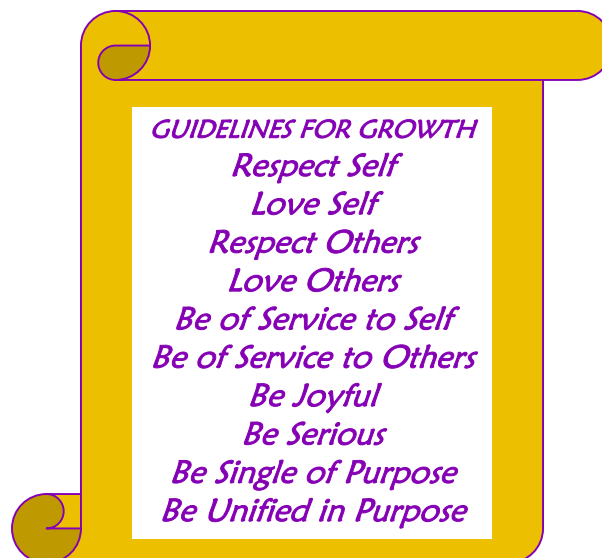 GUIDELINES FOR GROWTH
Respect Self
Love Self
Respect Others
Love Others
Be of Service to Self
Be of Service to Others
Be Joyful
Be Serious
Be Single of Purpose
Be Unified in Purpose